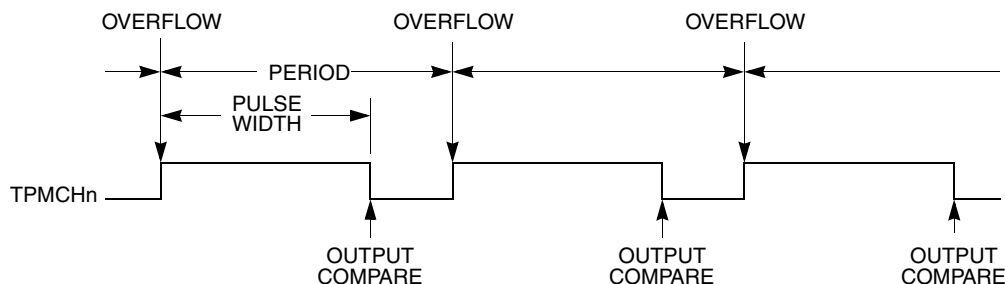 OVERFLOW OVERFLOW OVERFLOW
PERIOD
PULSE
WIDTH
TPMCHn
OUTPUT
COMPARE
OUTPUT
COMPARE
OUTPUT
COMPARE